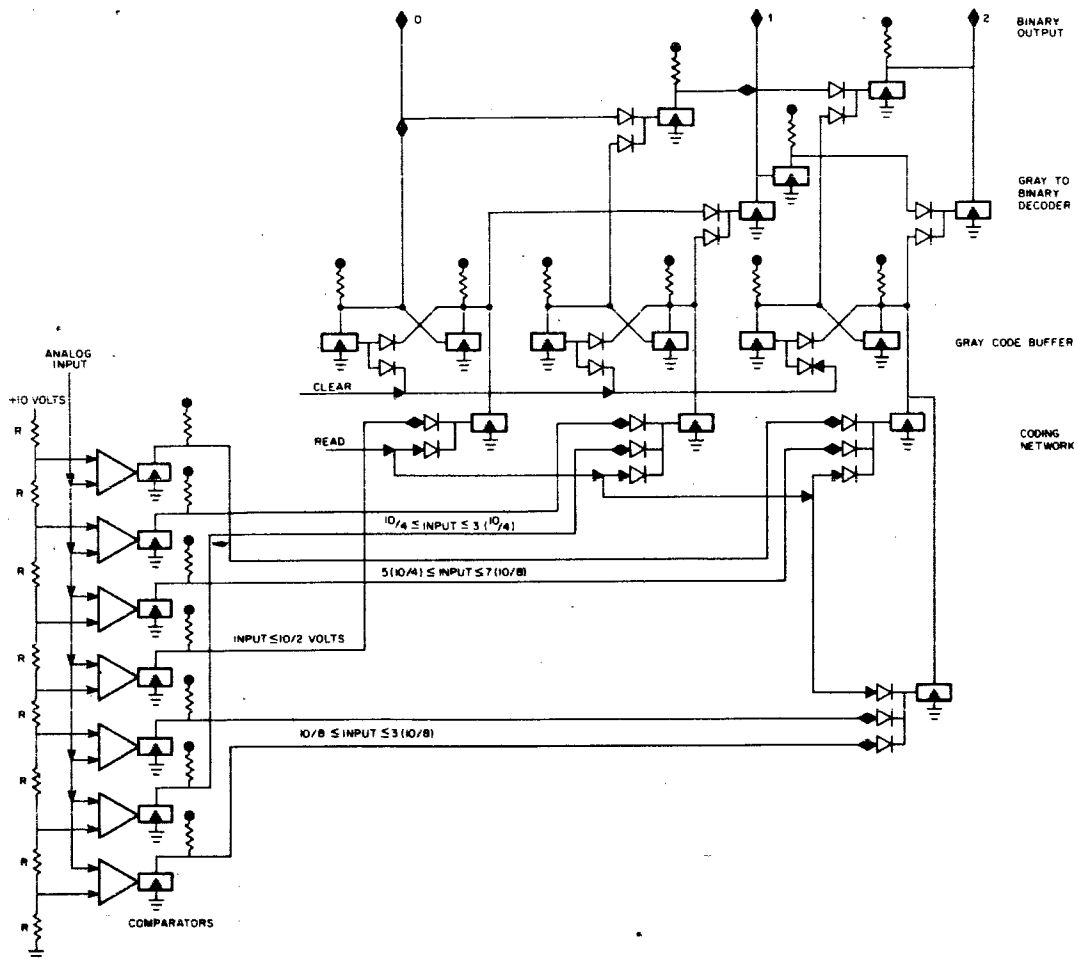 0
1
2
BINARY
OUTPUT
GRAY TO
BINARY
DECODER
GRAY CODE BUFFER
ANALOG
INPUT
CLEAR
+10 VOLTS
R
READ
CODING
NETWORK
R
10/4 ≤ INPUT ≤ 3 (10/4)
R
5(10/4) ≤ INPUT ≤ 7(10/8)
INPUT ≤ 10/2 VOLTS
R
R
10/8 ≤ INPUT ≤ 3(10/8)
R
R
R
COMPARATORS